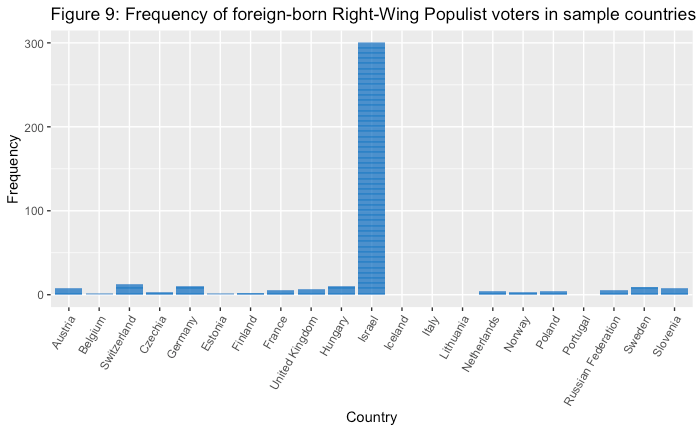 Figure 9: Frequency of foreign-born Right-Wing Populist voters in sample countries
Frequency
300
200
100
0
Austria
Belgium
Switzerland
Czechia
Germany
Estonia
Finland
France
United Kingdom
Hungary
Israel
Iceland
Italy
Lithuania
Netherlands
Norway
Poland
Portugal
Russian Federation
Sweden
Slovenia
Country